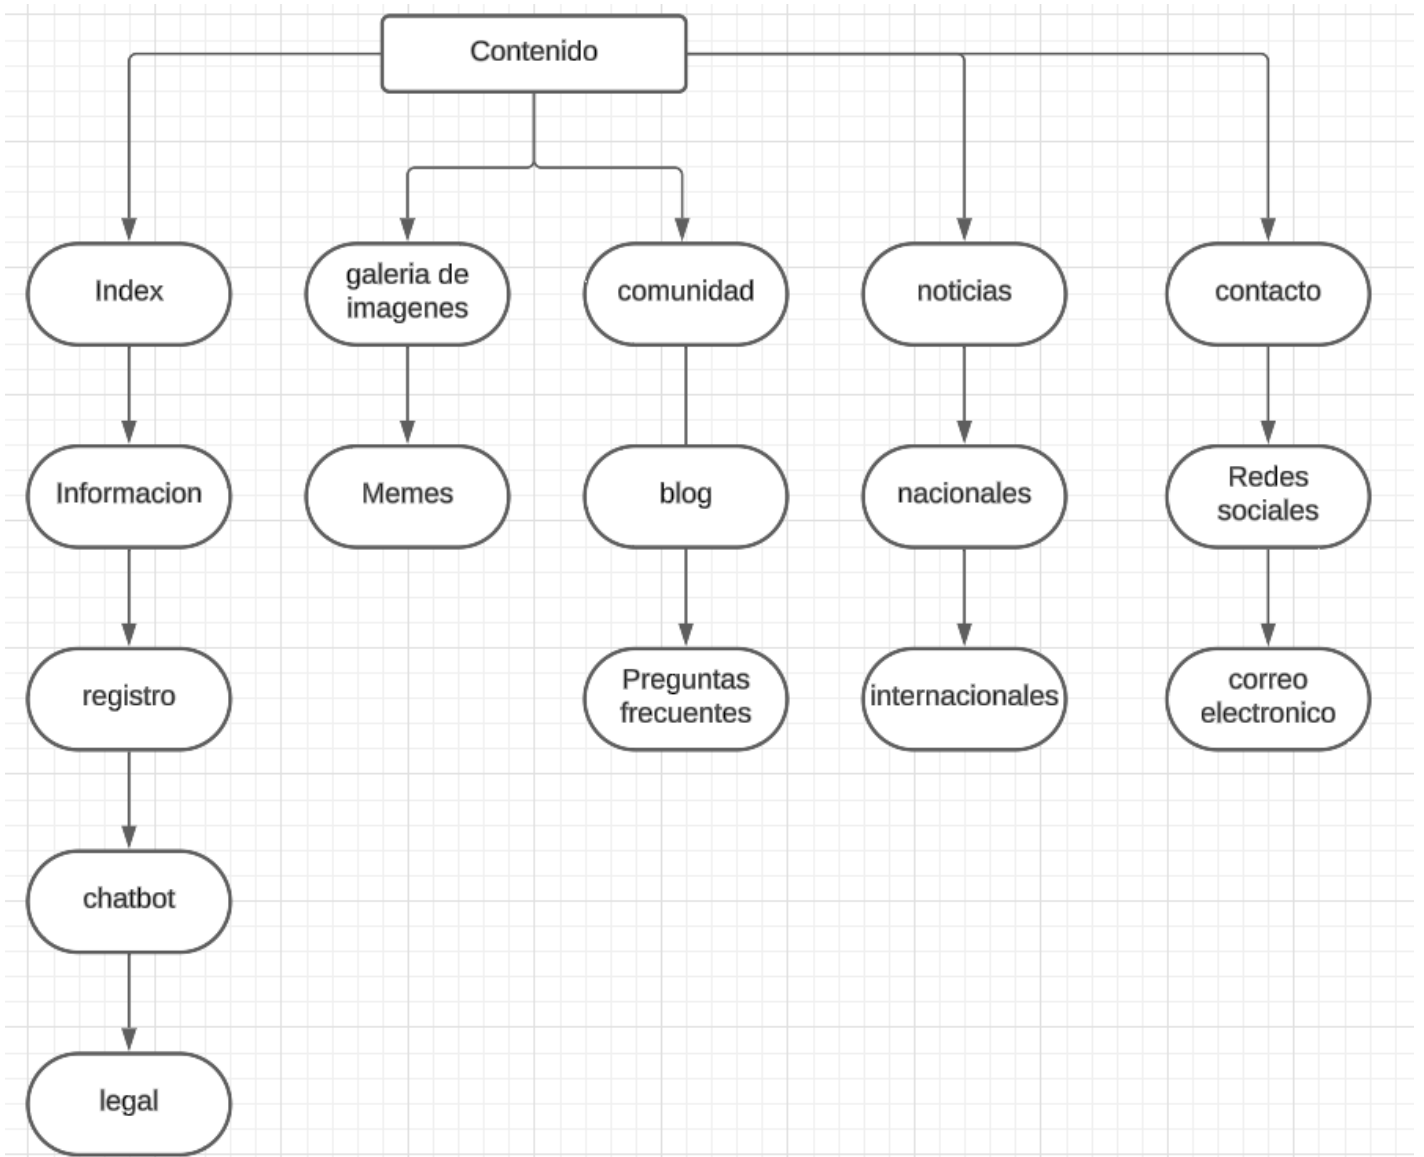 Contenido
Index
galeria de
imagenes
comunidad
noticias
contacto
Informacion
Memes
blog
nacionales
Redes
sociales
registro
Preguntas
frecuentes
internacionales
correo
electronico
chatbot
legal